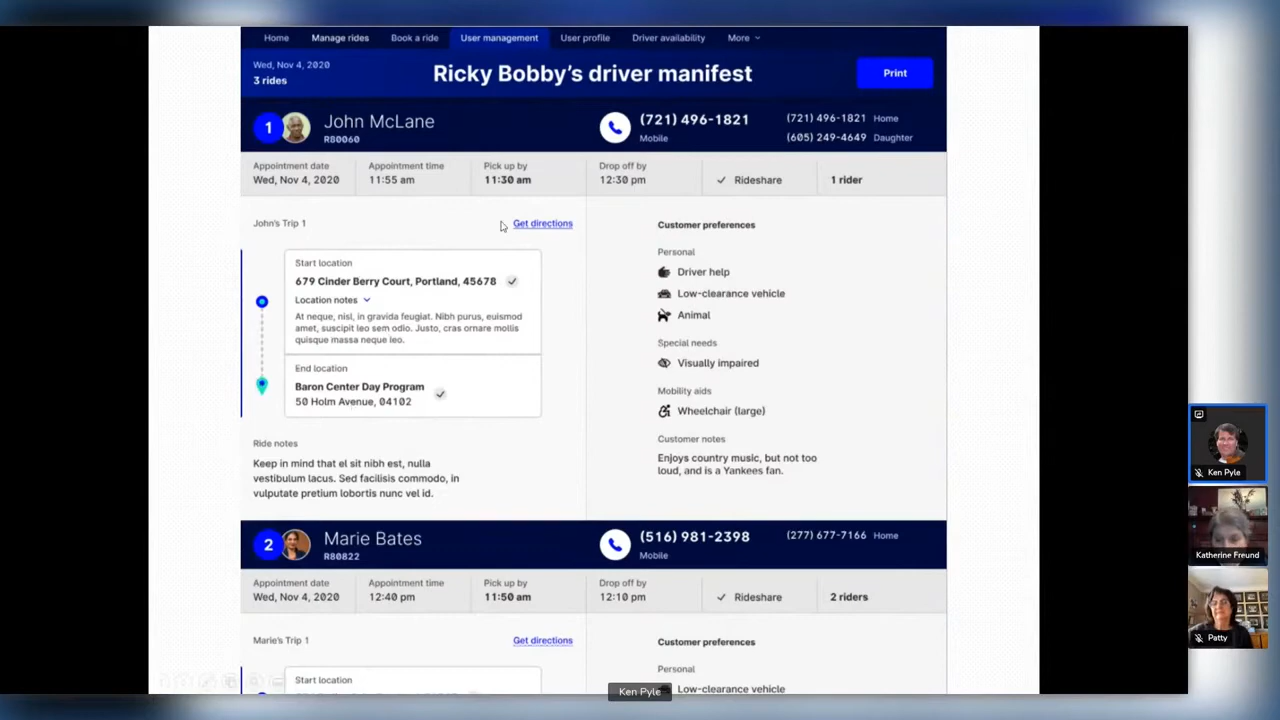 Home Manage rides Book a ride User management User profile Driver availability More
Wed, Nov 4, 2020
3 rides
Ricky Bobby's driver manifest
Print
1
John McLane
R80060
(721) 496-1821
Mobile
(721) 496-1821 Home
(605) 249-4649 Daughter
Appointment date
Wed, Nov 4, 2020
Appointment time
11:55 am
Pick up by
11:30 am
Drop off by
12:30 pm
Rideshare
1 rider
John's Trip 1
Get directions
Start location
679 Cinder Berry Court, Portland, 45678
Location notes
At neque, nisl, in gravida feugiat. Nibh purus, euismod
amet, suscipit leo sem odio. Justo, cras ornare mollis
quisque massa neque leo.
End location
Baron Center Day Program
50 Holm Avenue, 04102
Ride notes
Keep in mind that el sit nibh est, nulla
vestibulum lacus. Sed facilisis commodo, in
vulputate pretium lobortis nunc vel id.
Customer preferences
Personal
Driver help
Low-clearance vehicle
Animal
Special needs
Visually impaired
Mobility aids
Wheelchair (large)
Customer notes
Enjoys country music, but not too
loud, and is a Yankees fan.
2
Marie Bates
R80822
(516) 981-2398
Mobile
(277) 677-7166 Home
Appointment date
Wed, Nov 4, 2020
Appointment time
12:40 pm
Pick up by
11:50 am
Drop off by
12:10 pm
Rideshare
2 riders
Marie's Trip 1
Get directions
Start location
Customer preferences
Personal
Low-clearance vehicle
Ken Pyle
Katherine Freund
Patty
Ken Pyle